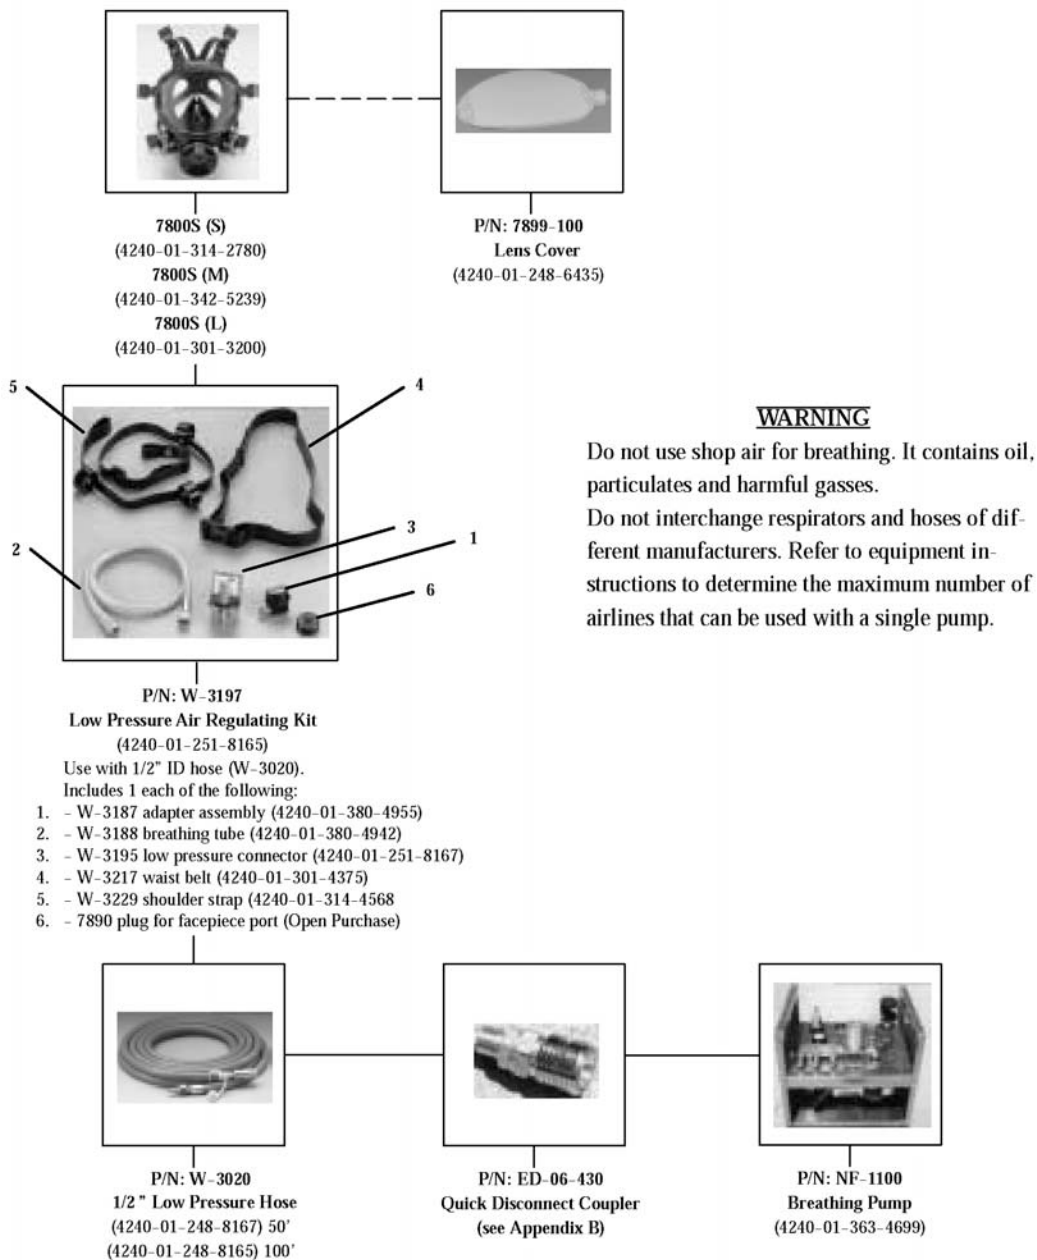 7800S (S)
(4240-01-314-2780)
7800S (M)
(4240-01-342-5239)
7800S (L)
(4240-01-301-3200)
P/N: 7899-100
Lens Cover
(4240-01-248-6435)
5
4
3
1
2
6
WARNING
Do not use shop air for breathing. It contains oil,
particulates and harmful gasses.
Do not interchange respirators and hoses of dif-
ferent manufacturers. Refer to equipment in-
structions to determine the maximum number of
airlines that can be used with a single pump.
P/N: W-3197
Low Pressure Air Regulating Kit
(4240-01-251-8165)
Use with 1/2" ID hose (W-3020).
Includes 1 each of the following:
1. - W-3187 adapter assembly (4240-01-380-4955)
2. - W-3188 breathing tube (4240-01-380-4942)
3. - W-3195 low pressure connector (4240-01-251-8167)
4. - W-3217 waist belt (4240-01-301-4375)
5. - W-3229 shoulder strap (4240-01-314-4568
6. - 7890 plug for facepiece port (Open Purchase)
P/N: W-3020
1/2 " Low Pressure Hose
(4240-01-248-8167) 50'
(4240-01-248-8165) 100'
P/N: ED-06-430
Quick Disconnect Coupler
(see Appendix B)
P/N: NF-1100
Breathing Pump
(4240-01-363-4699)